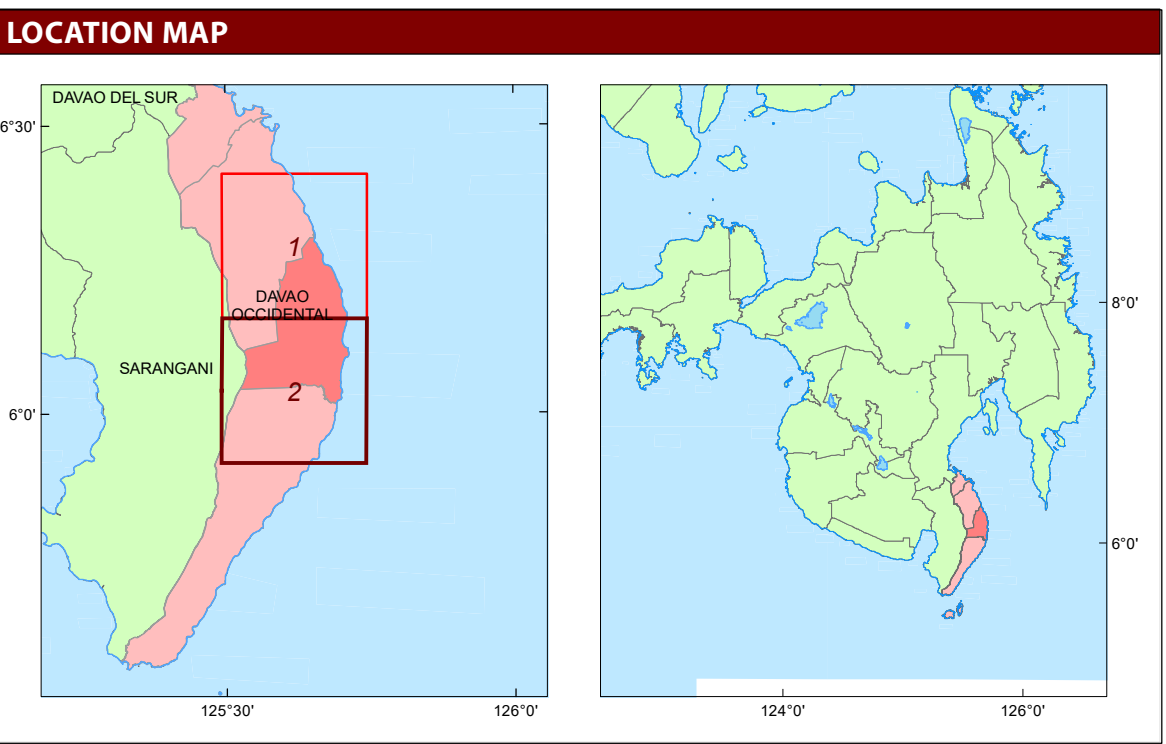 LOCATION MAP
DAVAO DEL SUR
6°30'
1
DAVAO
OCCIDENTAL
SARANGANI
2
6°0'
125°30'
126°0'
8°0'
6°0'
124°0'
126°0'